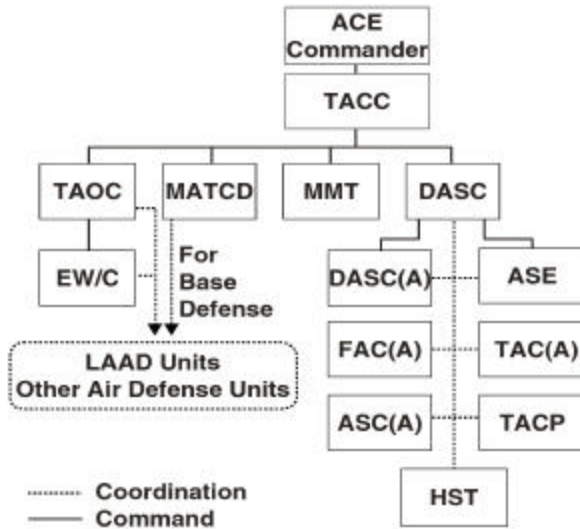 ACE
Commander
TACC
TAOC MATCD MMT DASC
EW/C
For
Base
Defense
DASC(A) ASE
LAAD Units
Other Air Defense Units
FAC(A) TAC(A)
ASC(A) TACP
HST
Coordination
Command